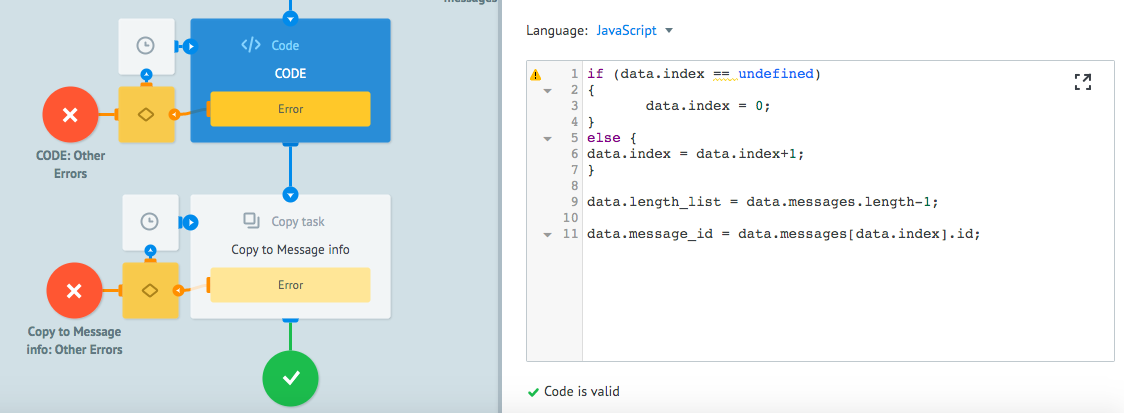 messages
</> Code
CODE
Error
CODE: Other
Errors
Copy task
Copy to Message info
Error
Copy to Message
info: Other Errors
Language: JavaScript
1 if (data.index == undefined)
2 {
3 data.index = 0;
4 }
5 else {
6 data.index = data.index+1;
7 }
8
9 data.length_list = data.messages.length-1;
10
11 data.message_id = data.messages[data.index].id;
Code is valid